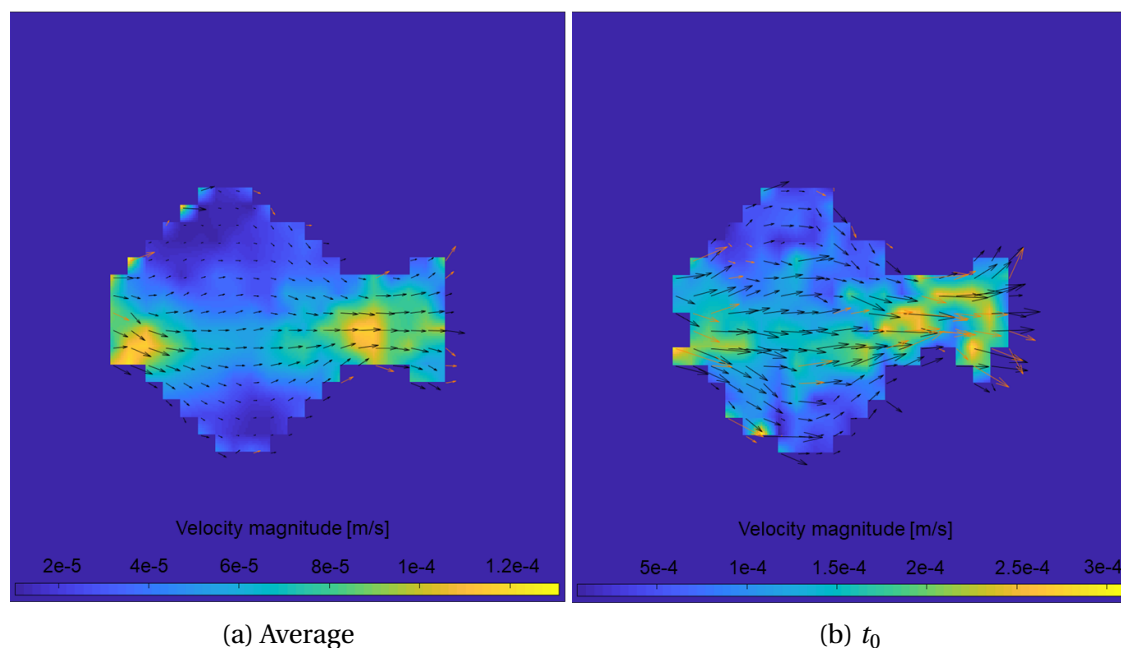 Velocity magnitude [m/s]
2e-5 4e-5 6e-5 8e-5 1e-4 1.2e-4
(a) Average
Velocity magnitude [m/s]
5e-4 1e-4 1.5e-4 2e-4 2.5e-4 3e-4
(b) t₀